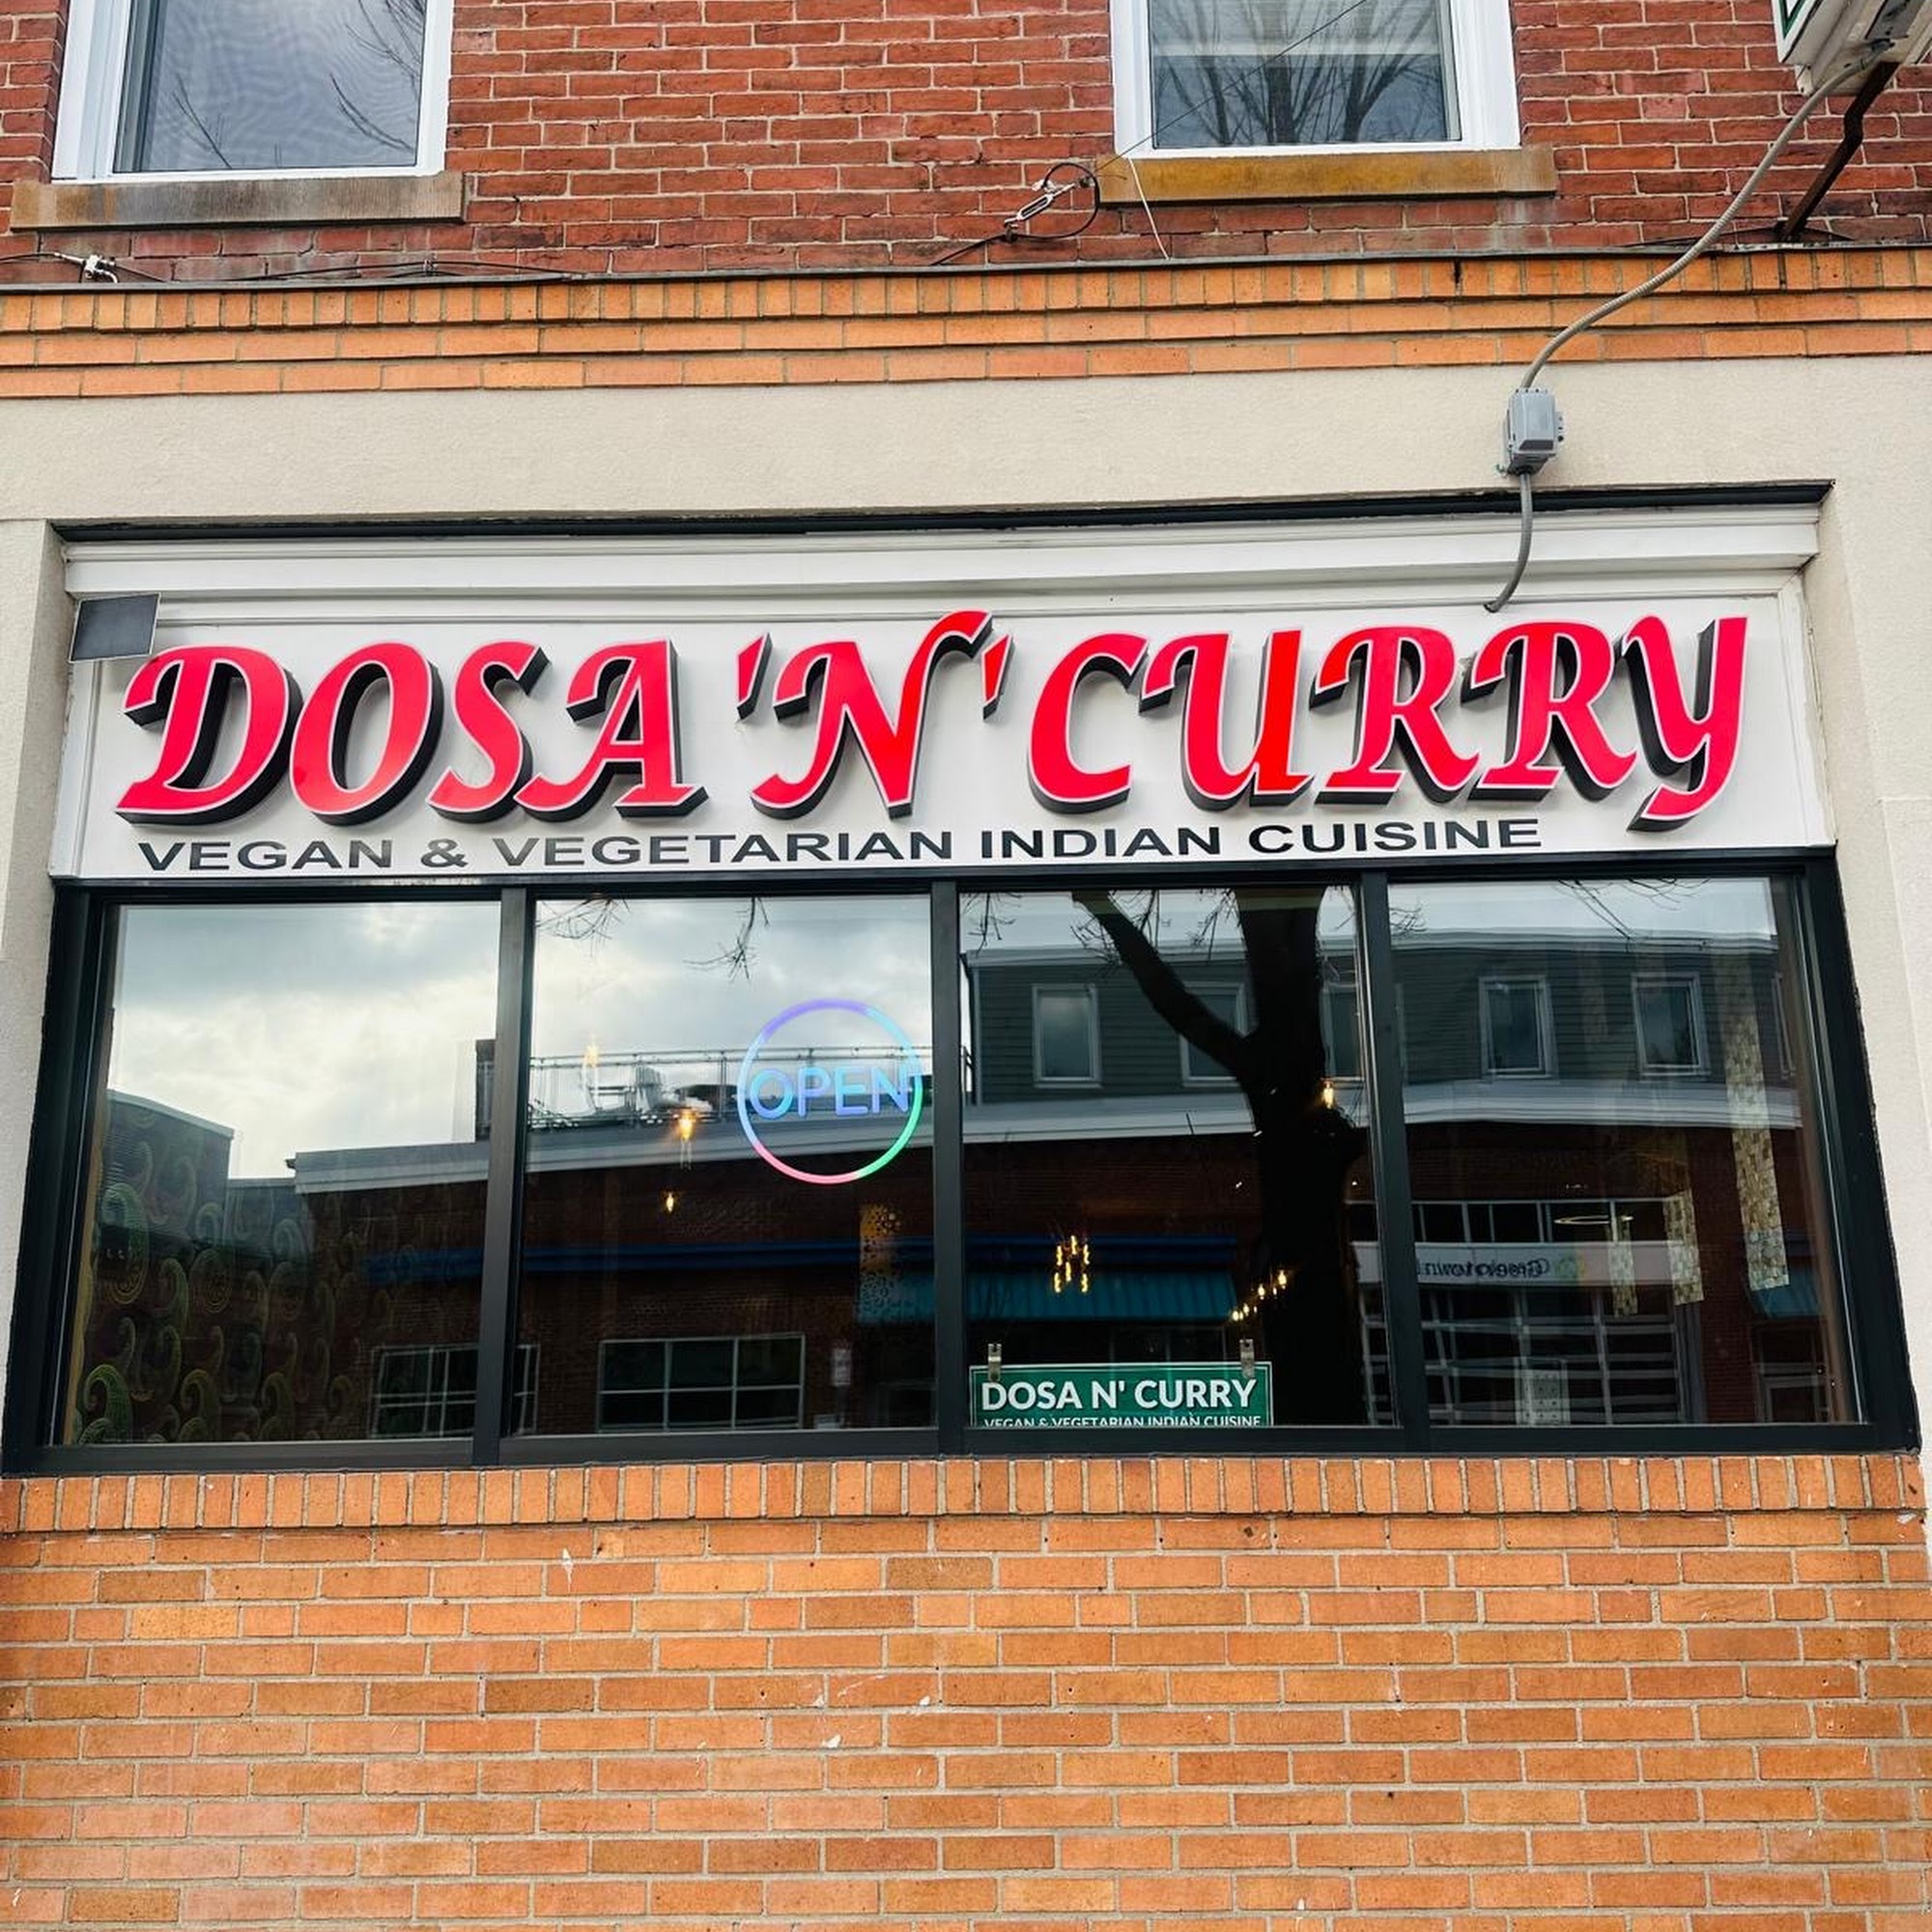 DOSA 'N' CURRY
VEGAN & VEGETARIAN INDIAN CUISINE
OPEN
DOSA N' CURRY
VEGAN & VEGETARIAN INDIAN CUISINE